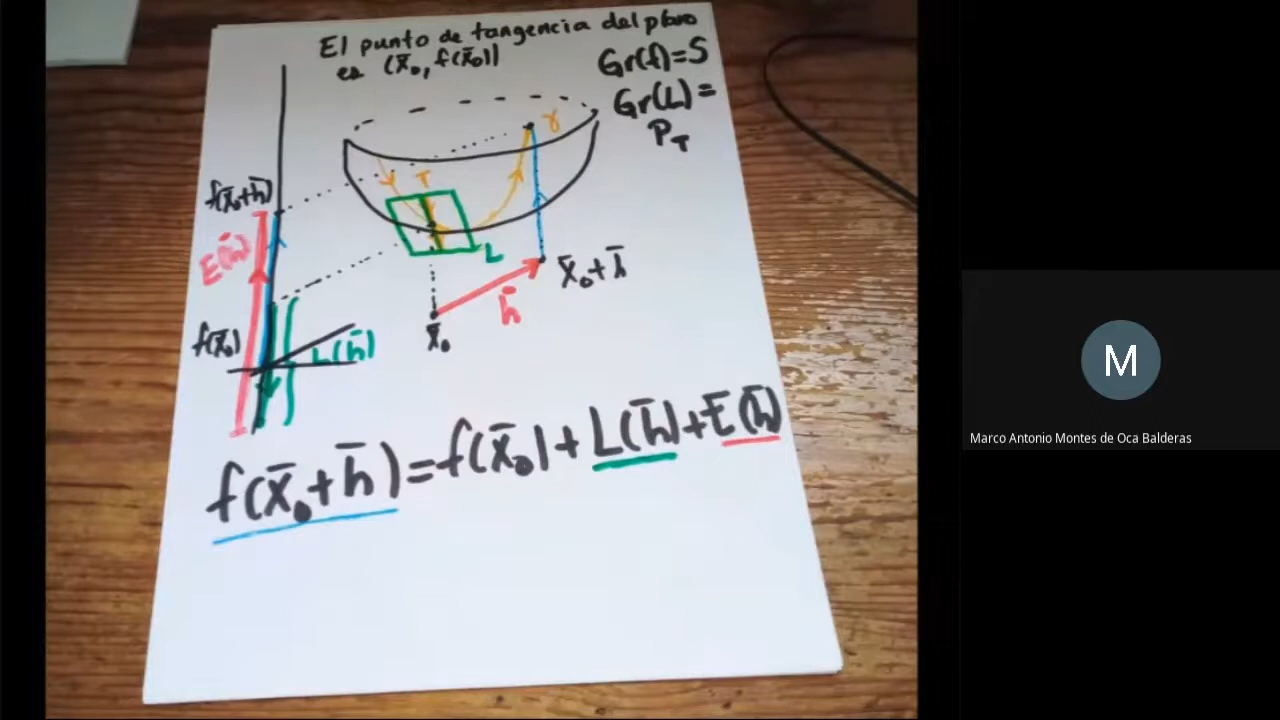 El punto de tangencia del plano
es (x̄₀, f(x̄₀))
Gr(f)=S
Gr(L)=
P_T
γ
f(x̄₀+h̄)
T
E(h̄)
L
x̄₀+h̄
h̄
f(x̄₀)
L(h̄)
x̄₀
f(x̄₀+h̄)=f(x̄₀)+L(h̄)+E(h̄)
M
Marco Antonio Montes de Oca Balderas